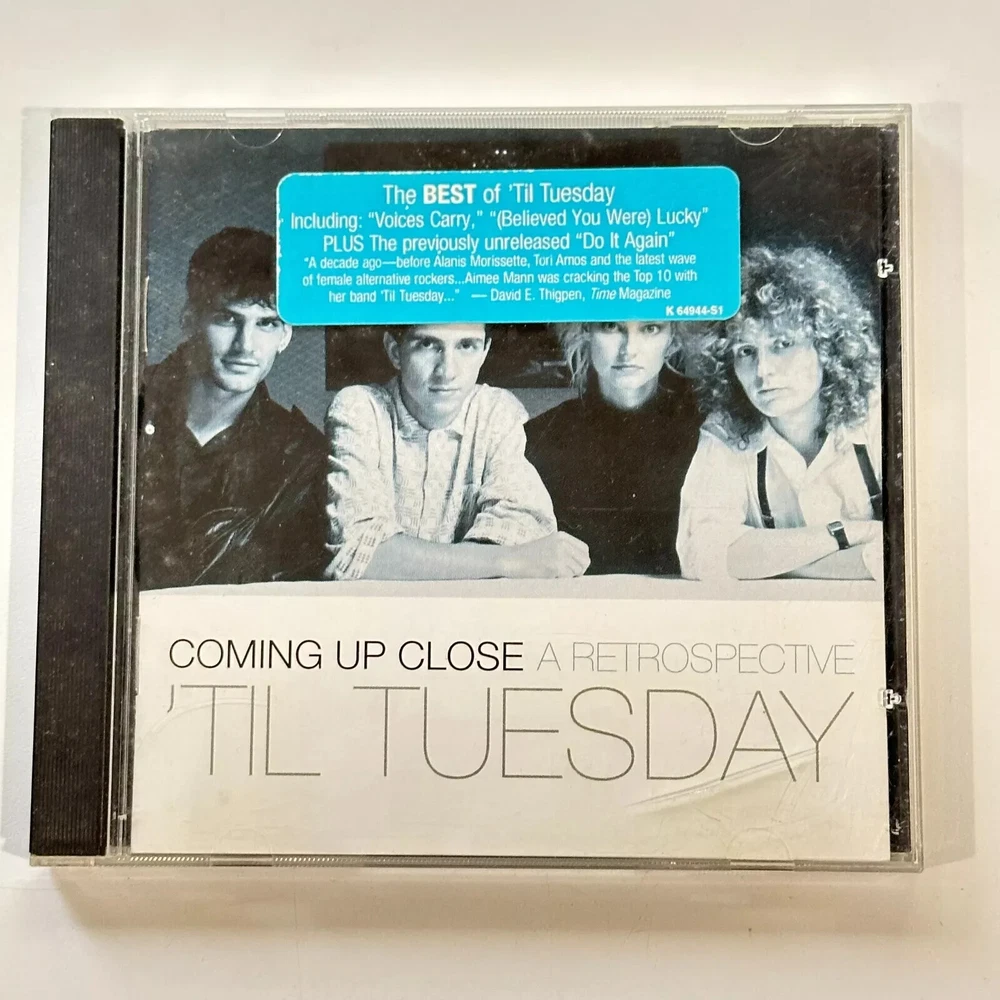 The BEST of 'Til Tuesday
Including: "Voices Carry," "(Believed You Were) Lucky"
PLUS The previously unreleased "Do It Again"
"A decade ago—before Alanis Morissette, Tori Amos and the latest wave
of female alternative rockers...Aimee Mann was cracking the Top 10 with
her band 'Til Tuesday..." — David E. Thigpen, Time Magazine
K 64944-S1
COMING UP CLOSE A RETROSPECTIVE
'TIL TUESDAY